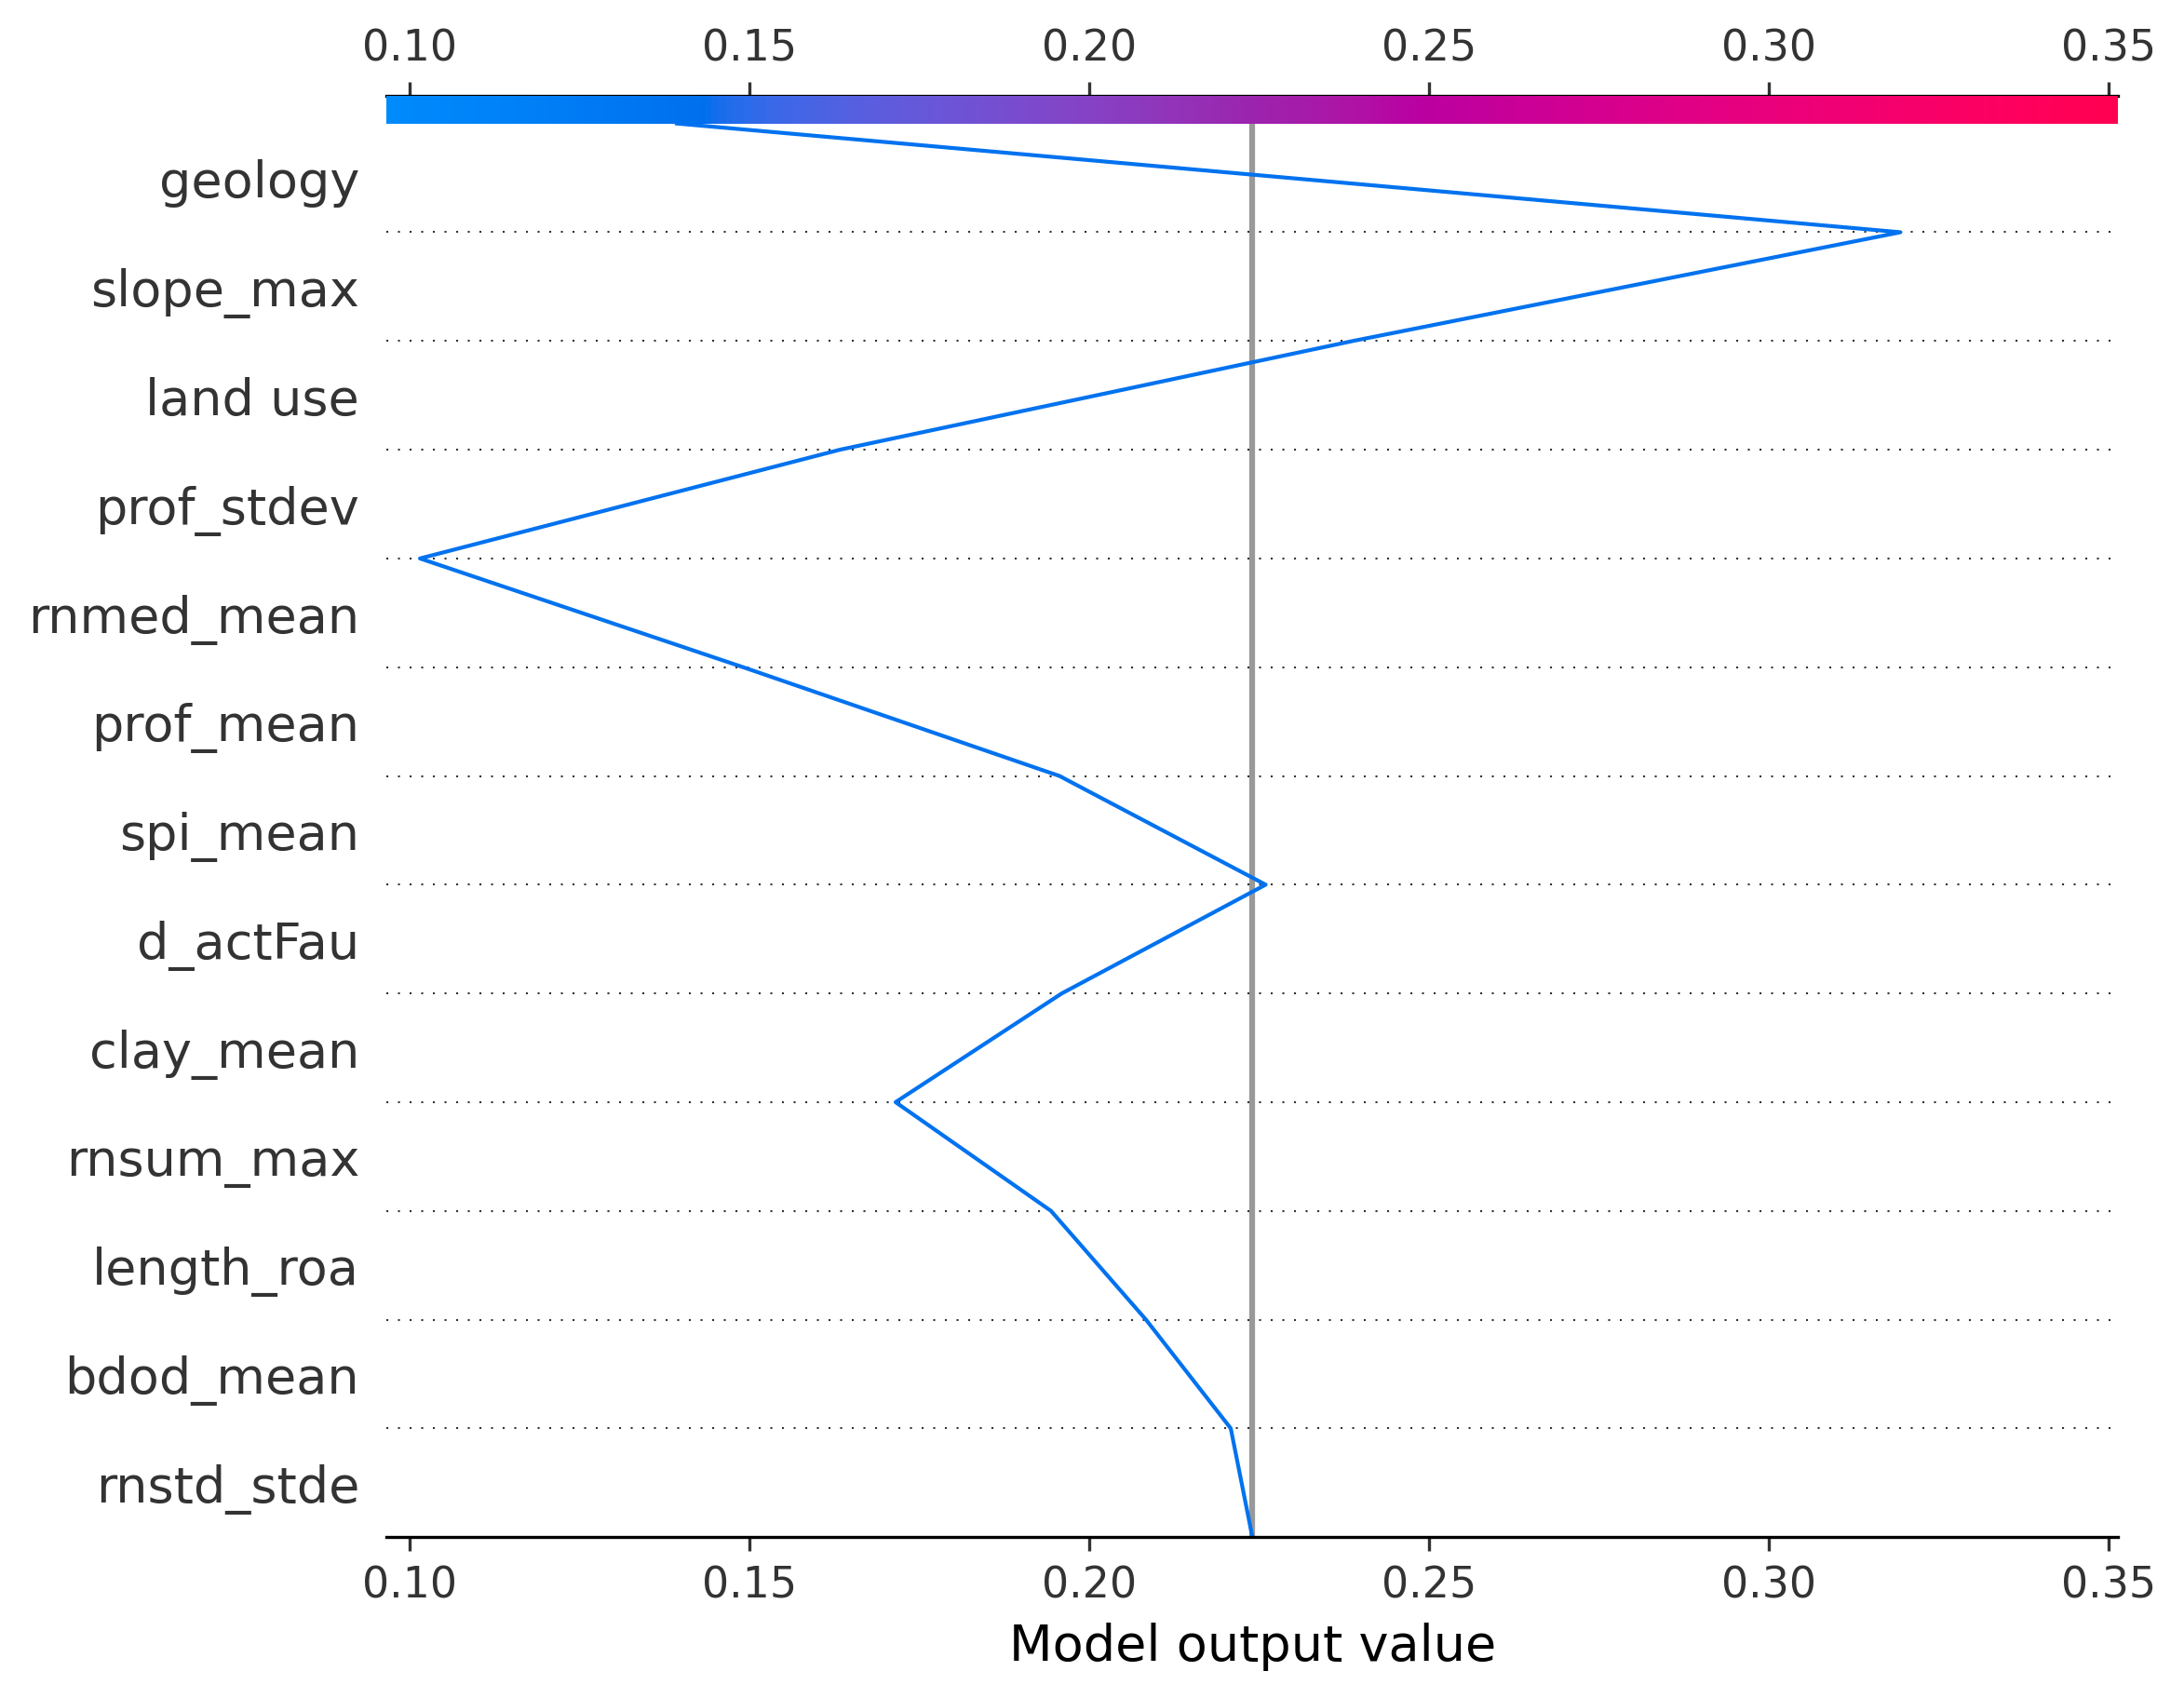 0.10 0.15 0.20 0.25 0.30 0.35
geology
slope_max
land use
prof_stdev
rnmed_mean
prof_mean
spi_mean
d_actFau
clay_mean
rnsum_max
length_roa
bdod_mean
rnstd_stde
0.10 0.15 0.20 0.25 0.30 0.35
Model output value